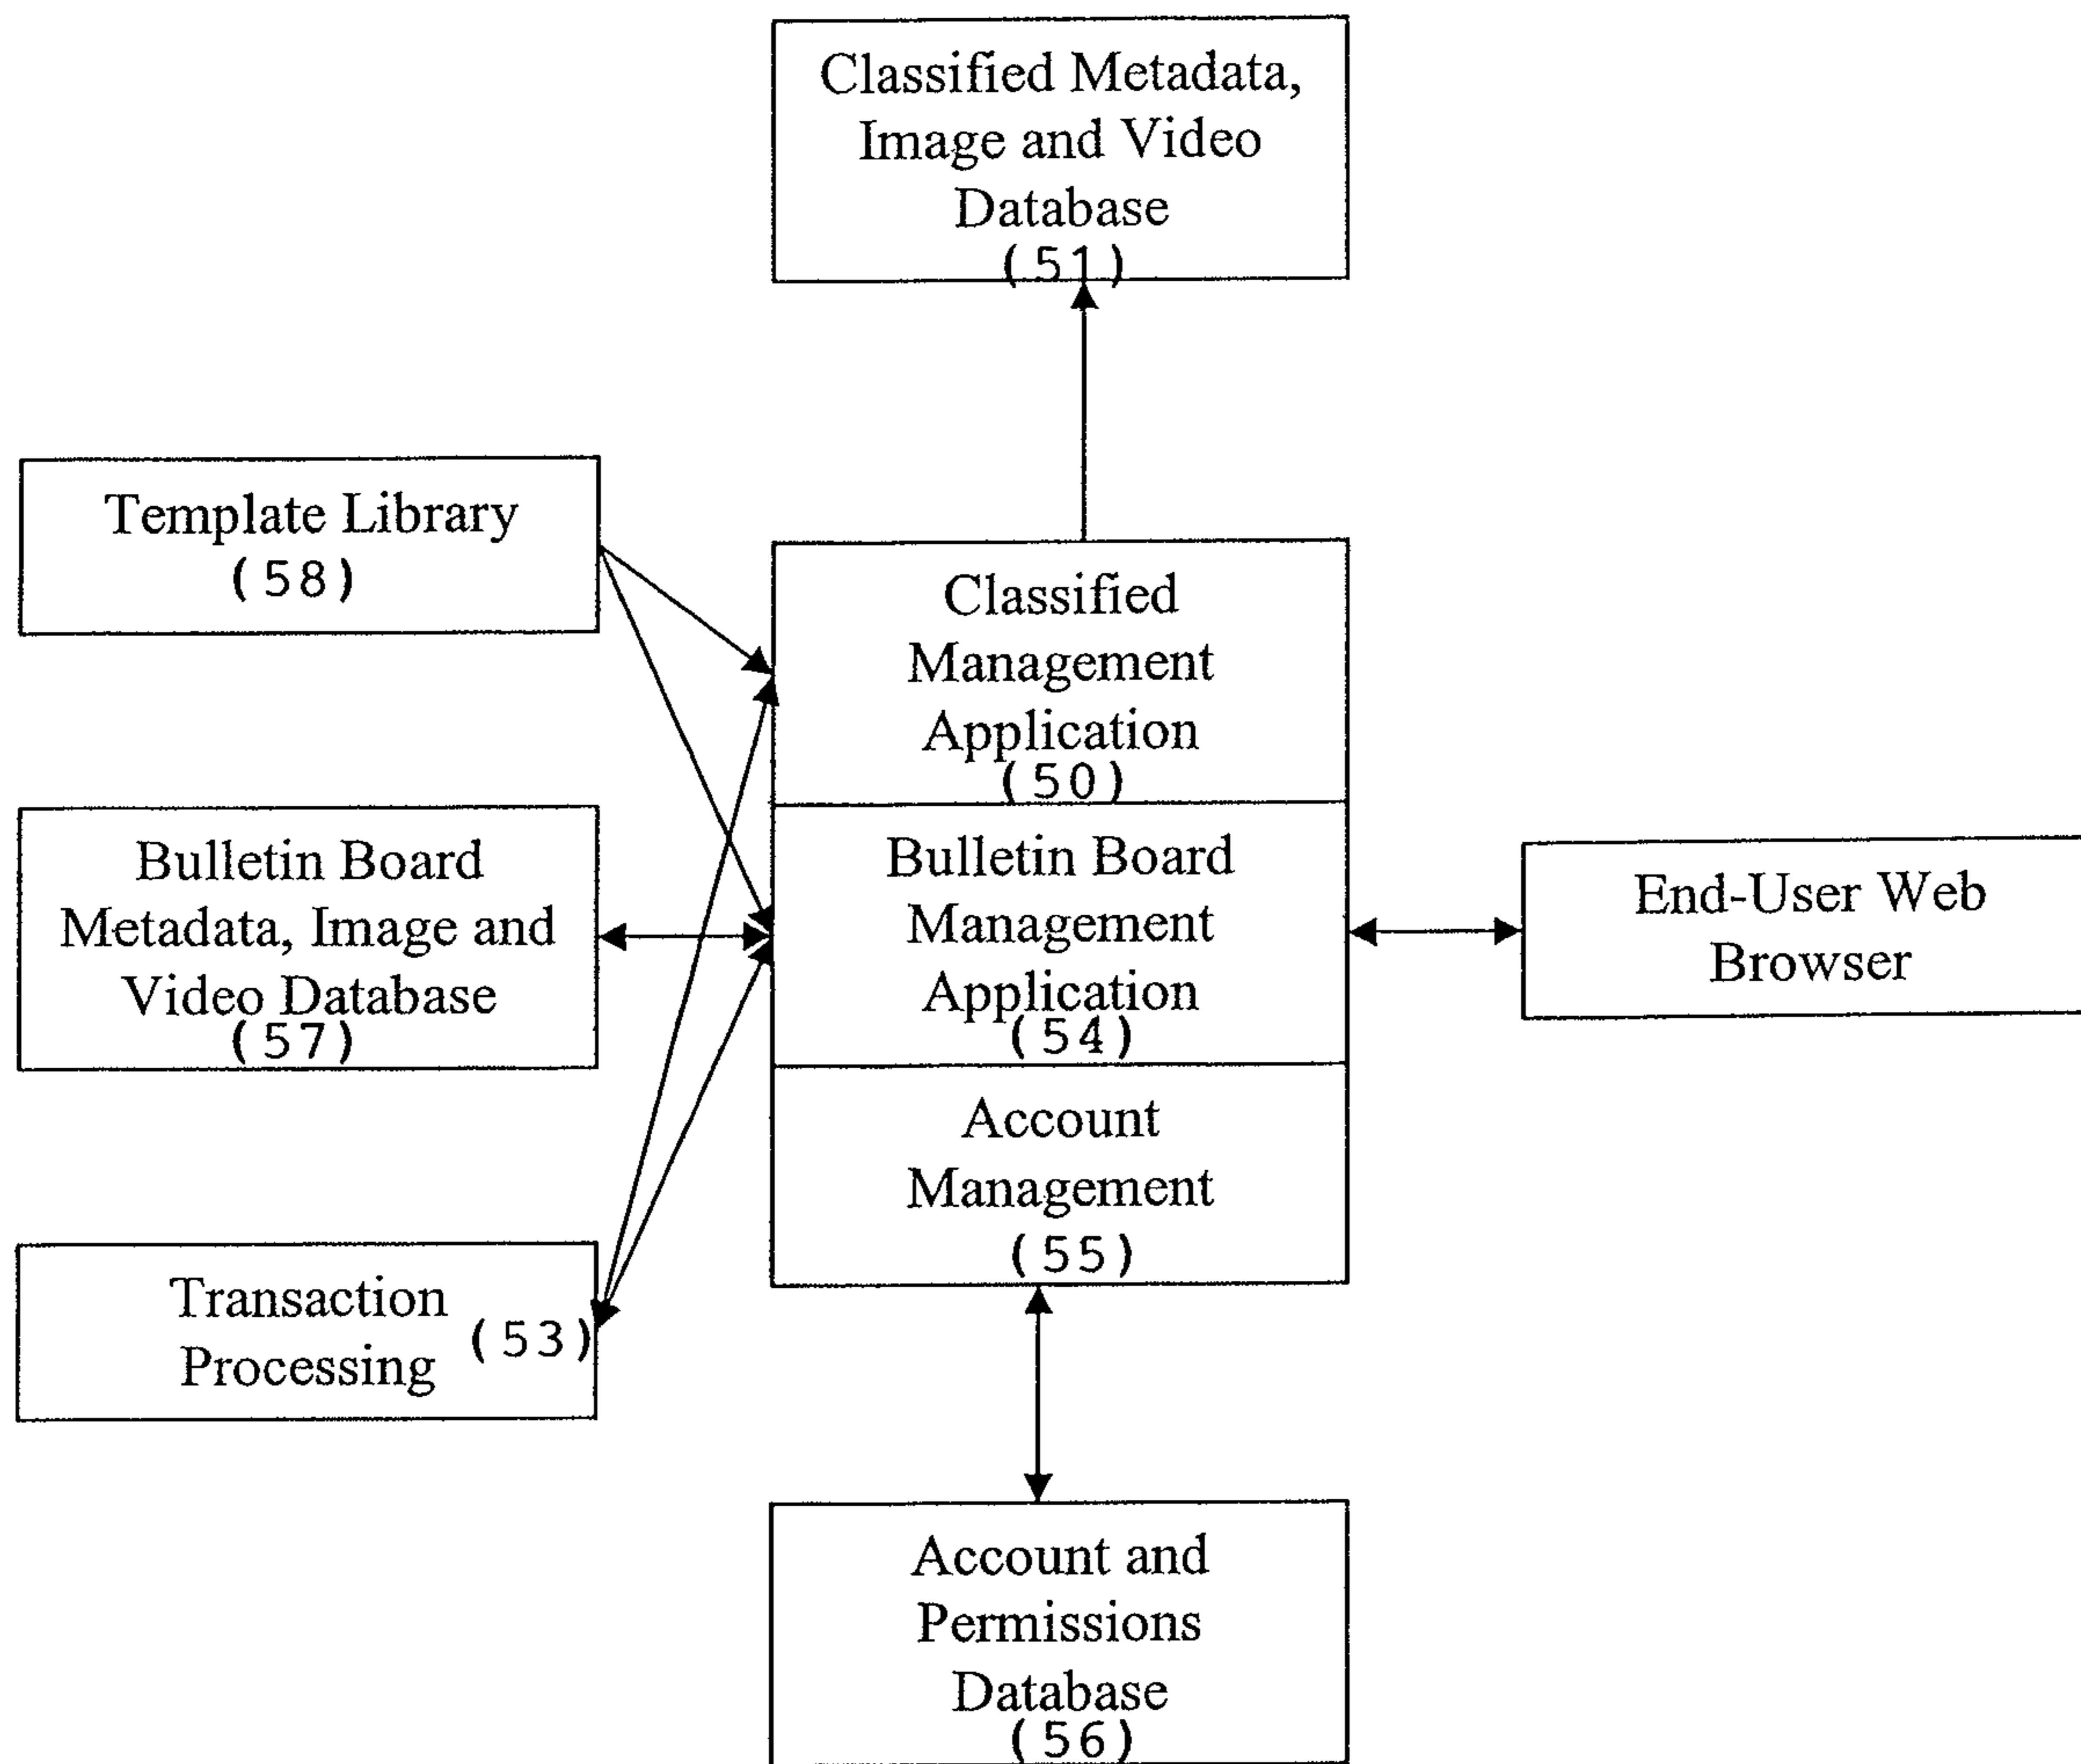 Classified Metadata,
Image and Video
Database
(51)
Template Library
(58)
Classified
Management
Application
(50)
Bulletin Board
Metadata, Image and
Video Database
(57)
Bulletin Board
Management
Application
(54)
End-User Web
Browser
Account
Management
(55)
Transaction
Processing
(53)
Account and
Permissions
Database
(56)